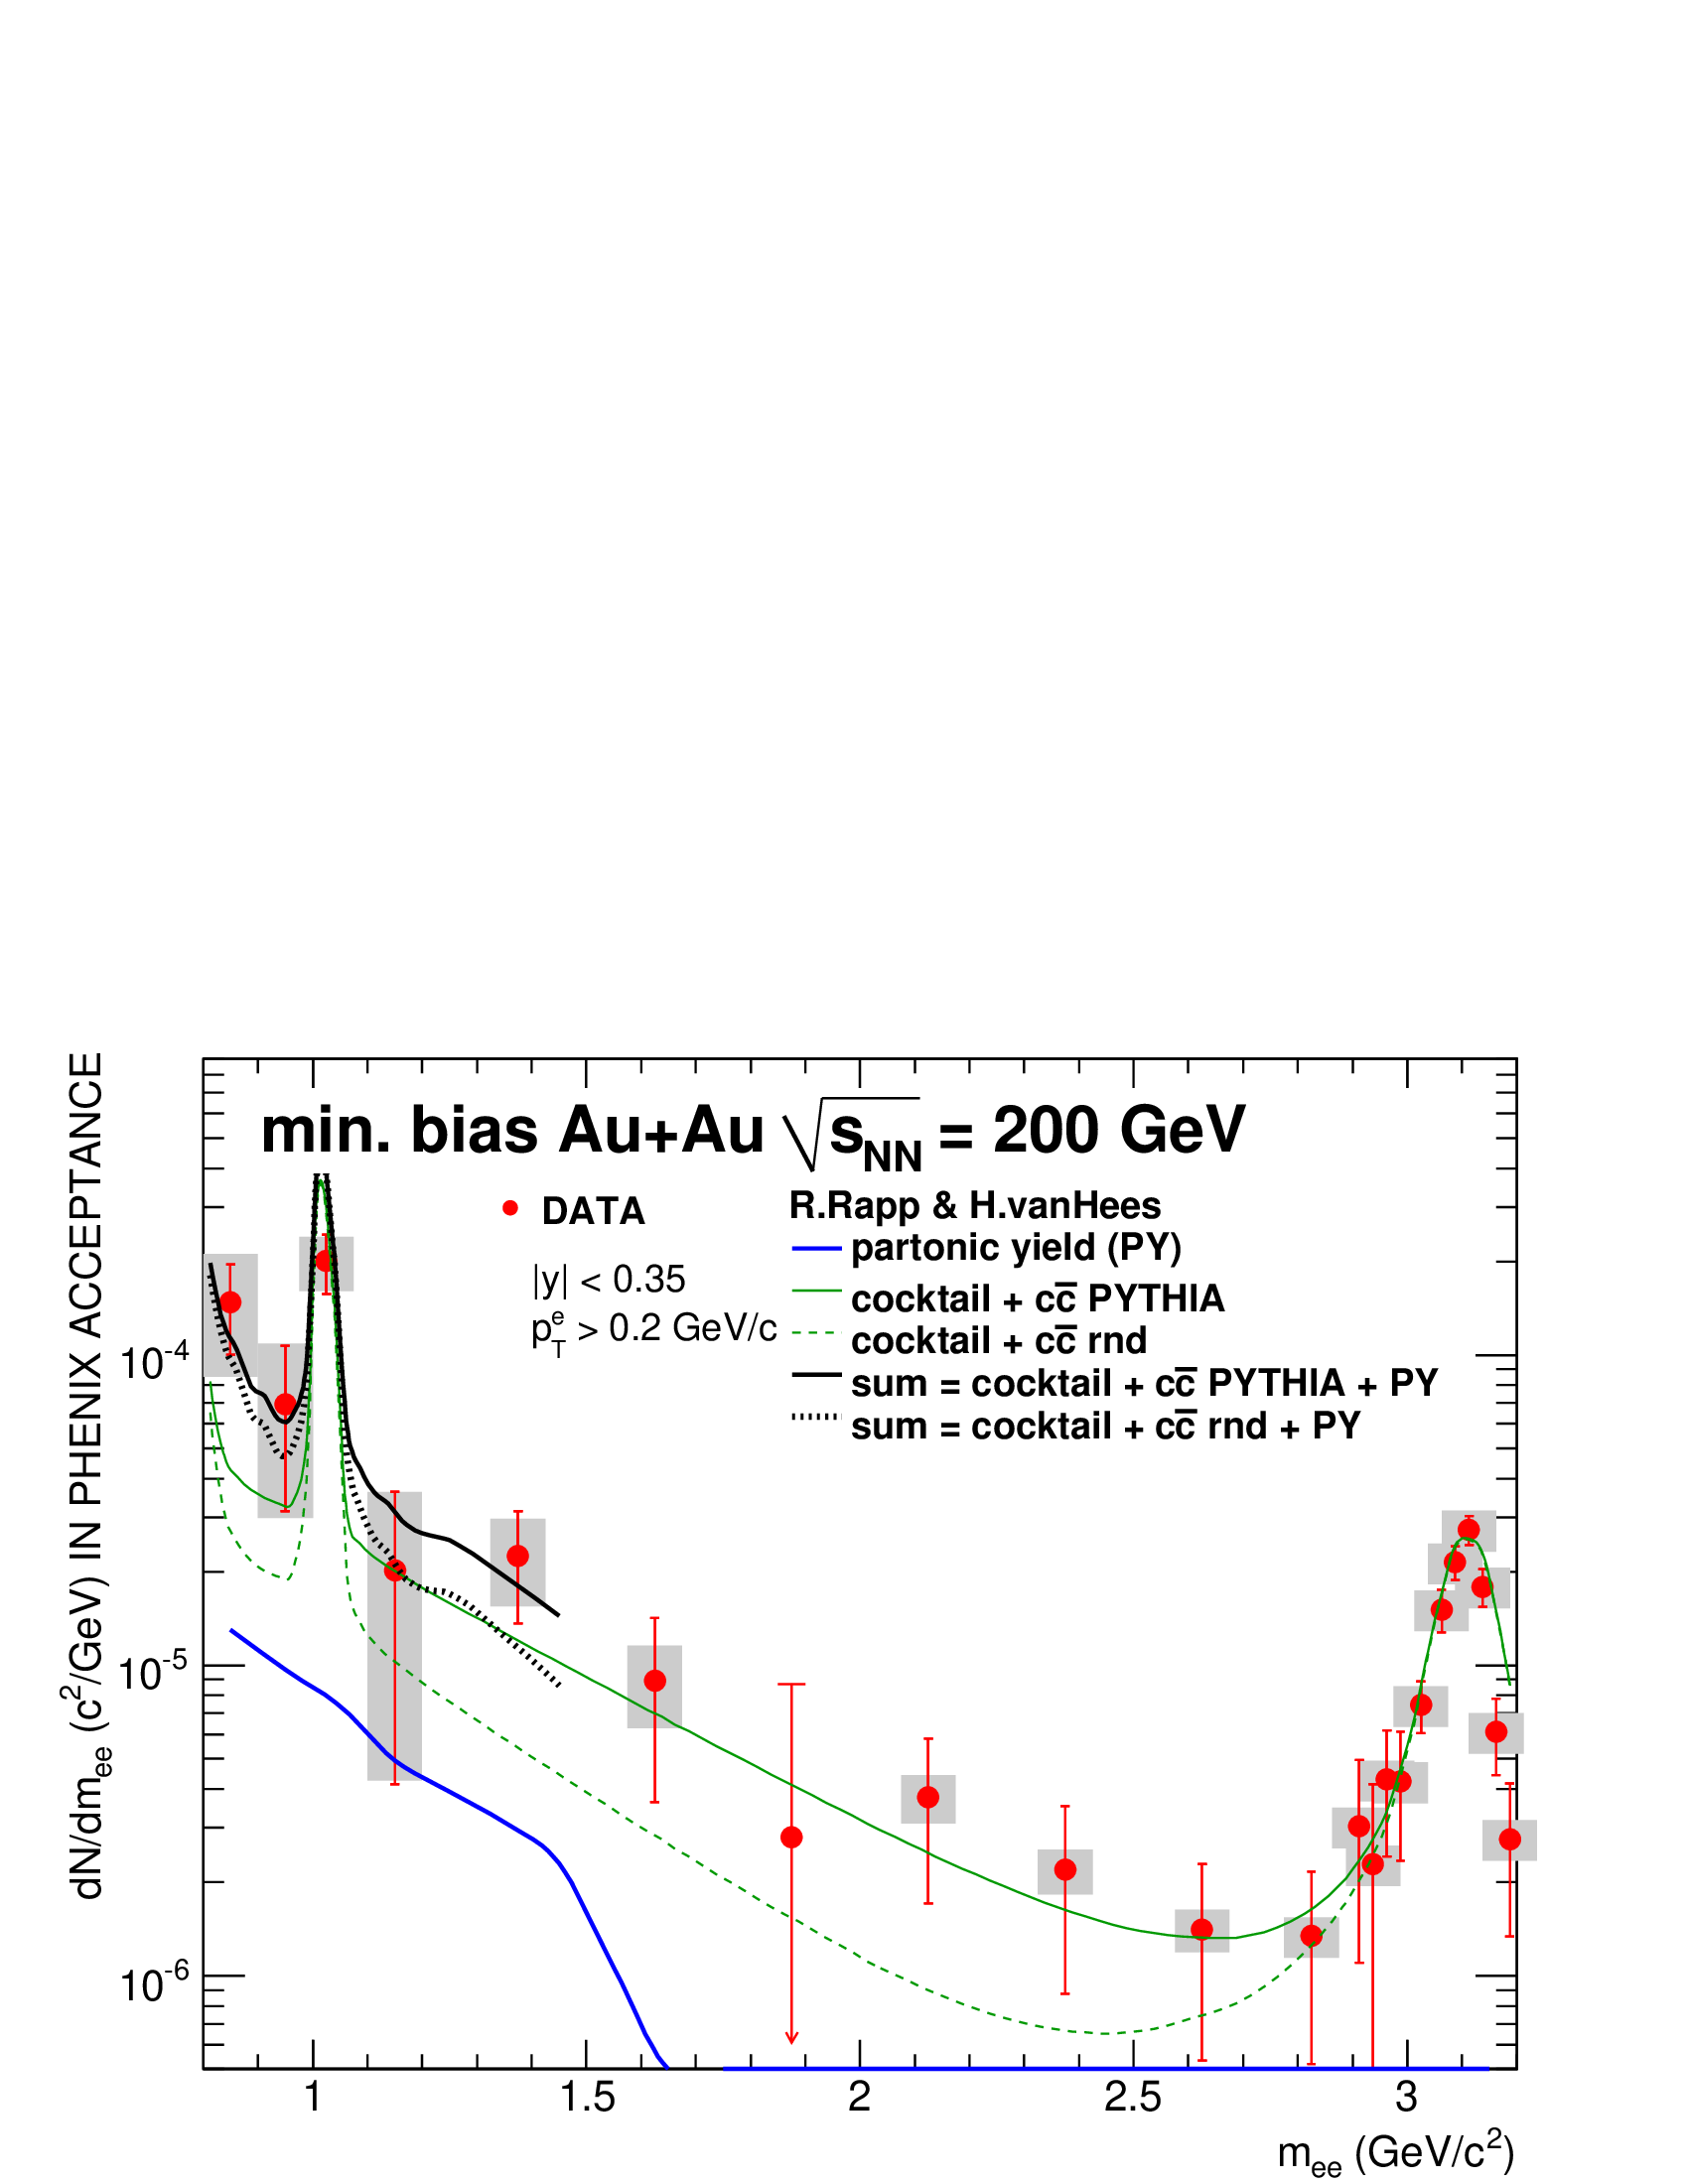 dN/dm_ee (c^2/GeV) IN PHENIX ACCEPTANCE
min. bias Au+Au √s_NN = 200 GeV
DATA
|y| < 0.35
p_T^e > 0.2 GeV/c
R.Rapp & H.vanHees
partonic yield (PY)
cocktail + cc̅ PYTHIA
cocktail + cc̅ rnd
sum = cocktail + cc̅ PYTHIA + PY
sum = cocktail + cc̅ rnd + PY
10^-4
10^-5
10^-6
1 1.5 2 2.5 3
m_ee (GeV/c^2)